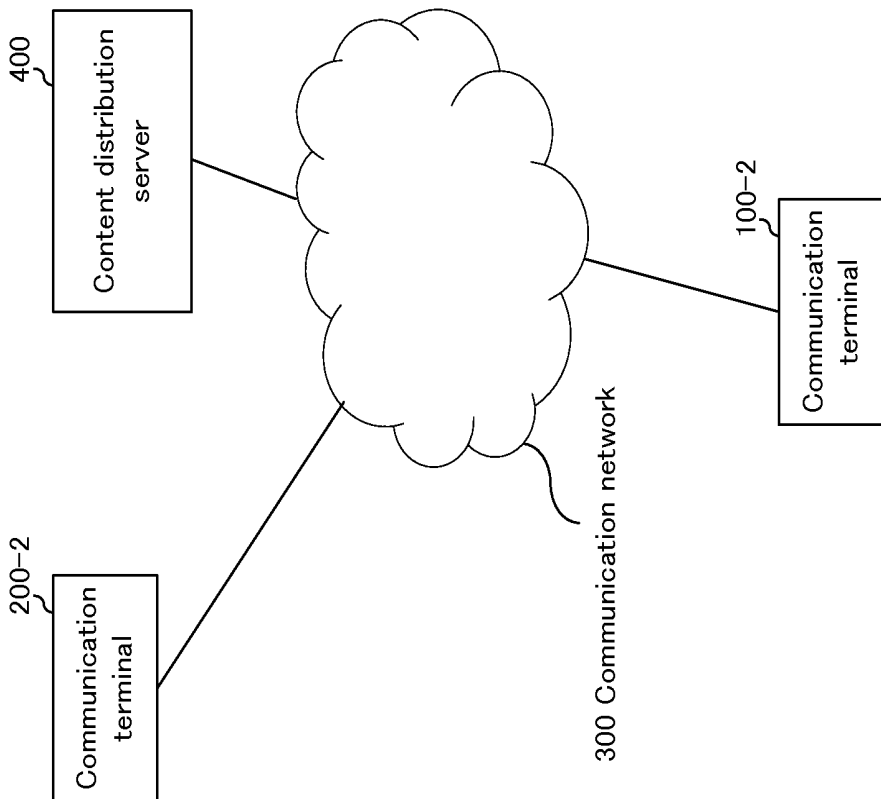 200-2
Communication
terminal
400
Content distribution
server
300 Communication network
100-2
Communication
terminal